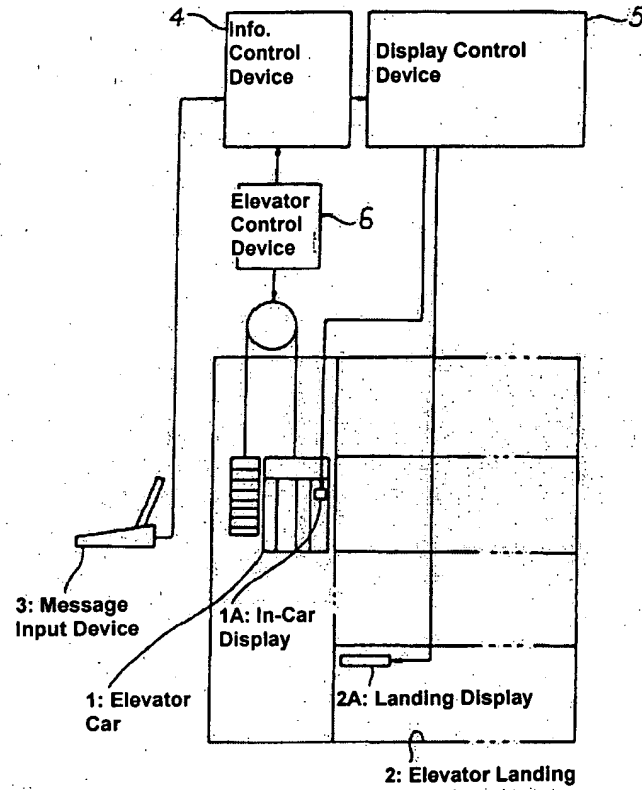 4
Info.
Control
Device
5
Display Control
Device
Elevator
Control
Device
6
3: Message
Input Device
1A: In-Car
Display
1: Elevator
Car
2A: Landing Display
2: Elevator Landing